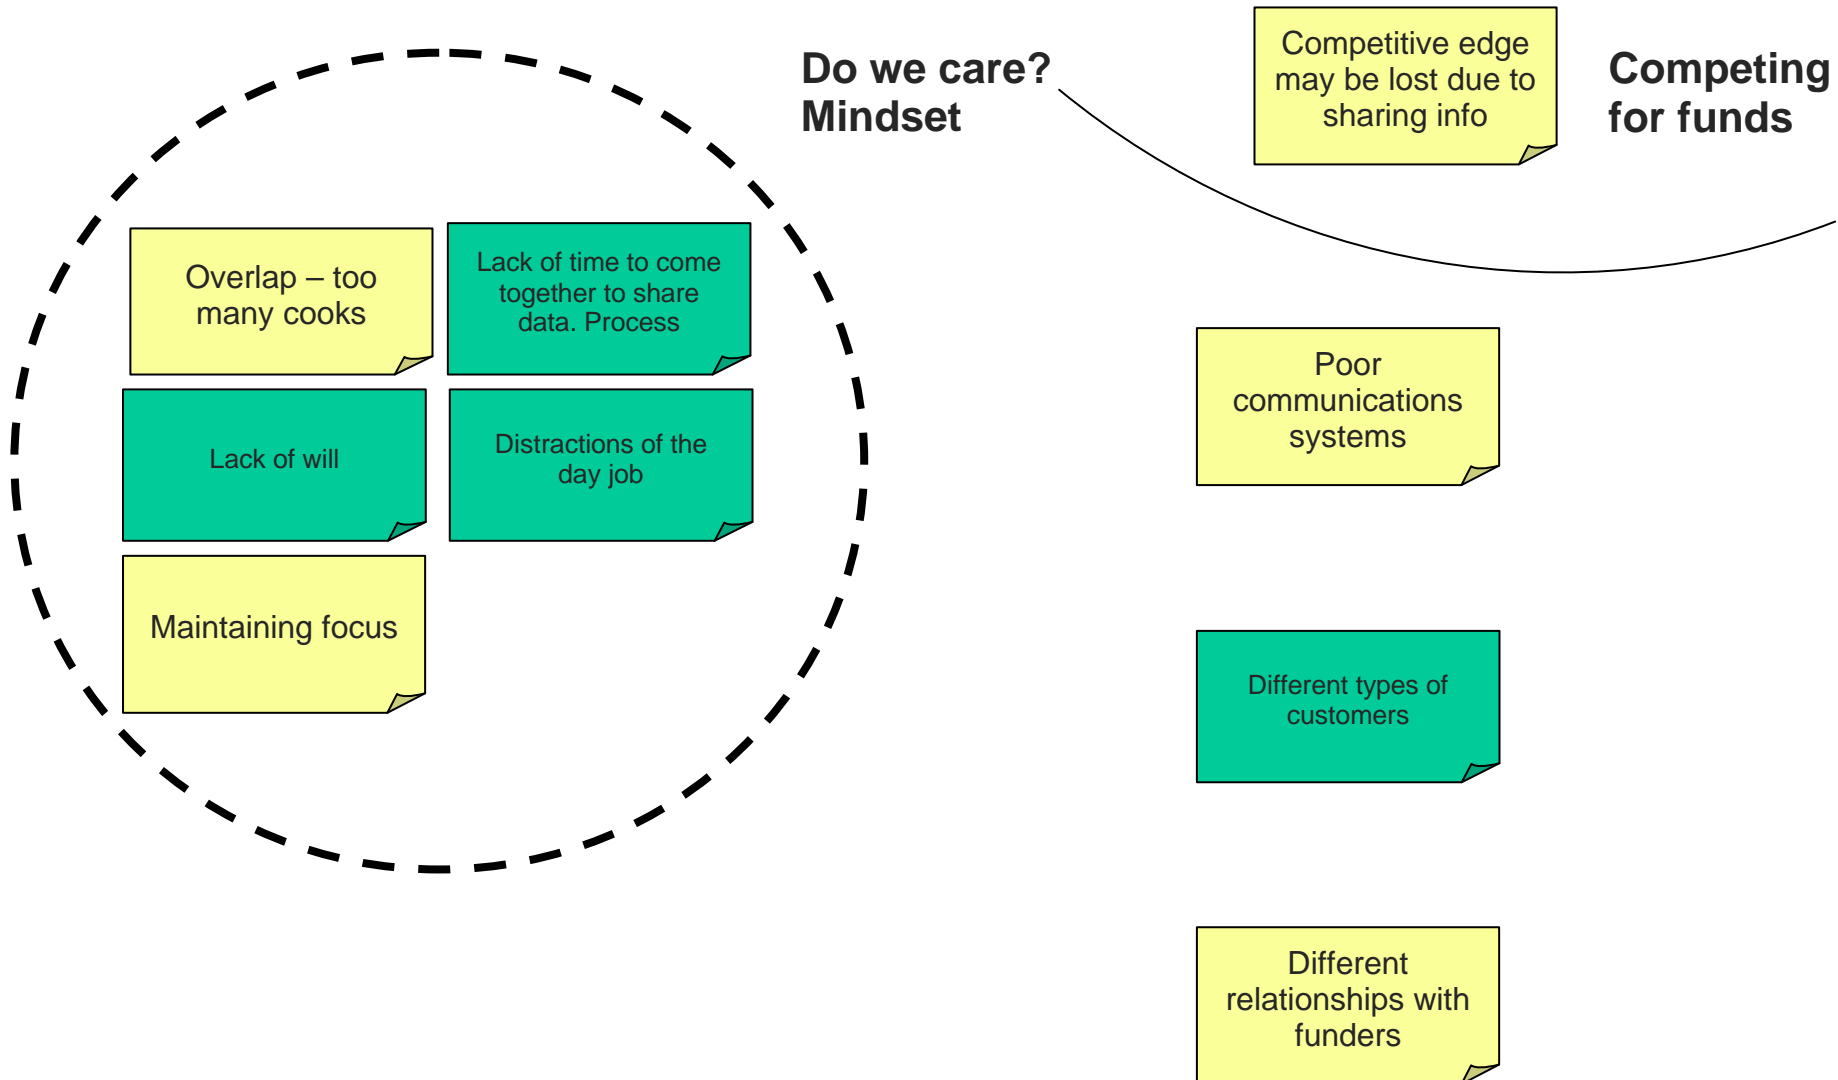 Do we care?
Mindset
Competitive edge
may be lost due to
sharing info
Competing
for funds
Overlap – too
many cooks
Lack of time to come
together to share
data. Process
Lack of will
Distractions of the
day job
Maintaining focus
Poor
communications
systems
Different types of
customers
Different
relationships with
funders